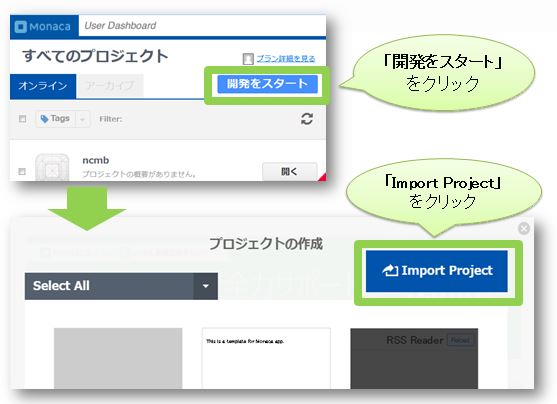 Monaca User Dashboard
すべてのプロジェクト
プラン詳細を見る
オンライン アーカイブ 開発をスタート
「開発をスタート」
をクリック
Tags Filter:
ncmb
プロジェクトの概要がありません。
開く
「Import Project」
をクリック
プロジェクトの作成
Import Project
Select All
This is a template for Monaca app.
RSS Reader Reload